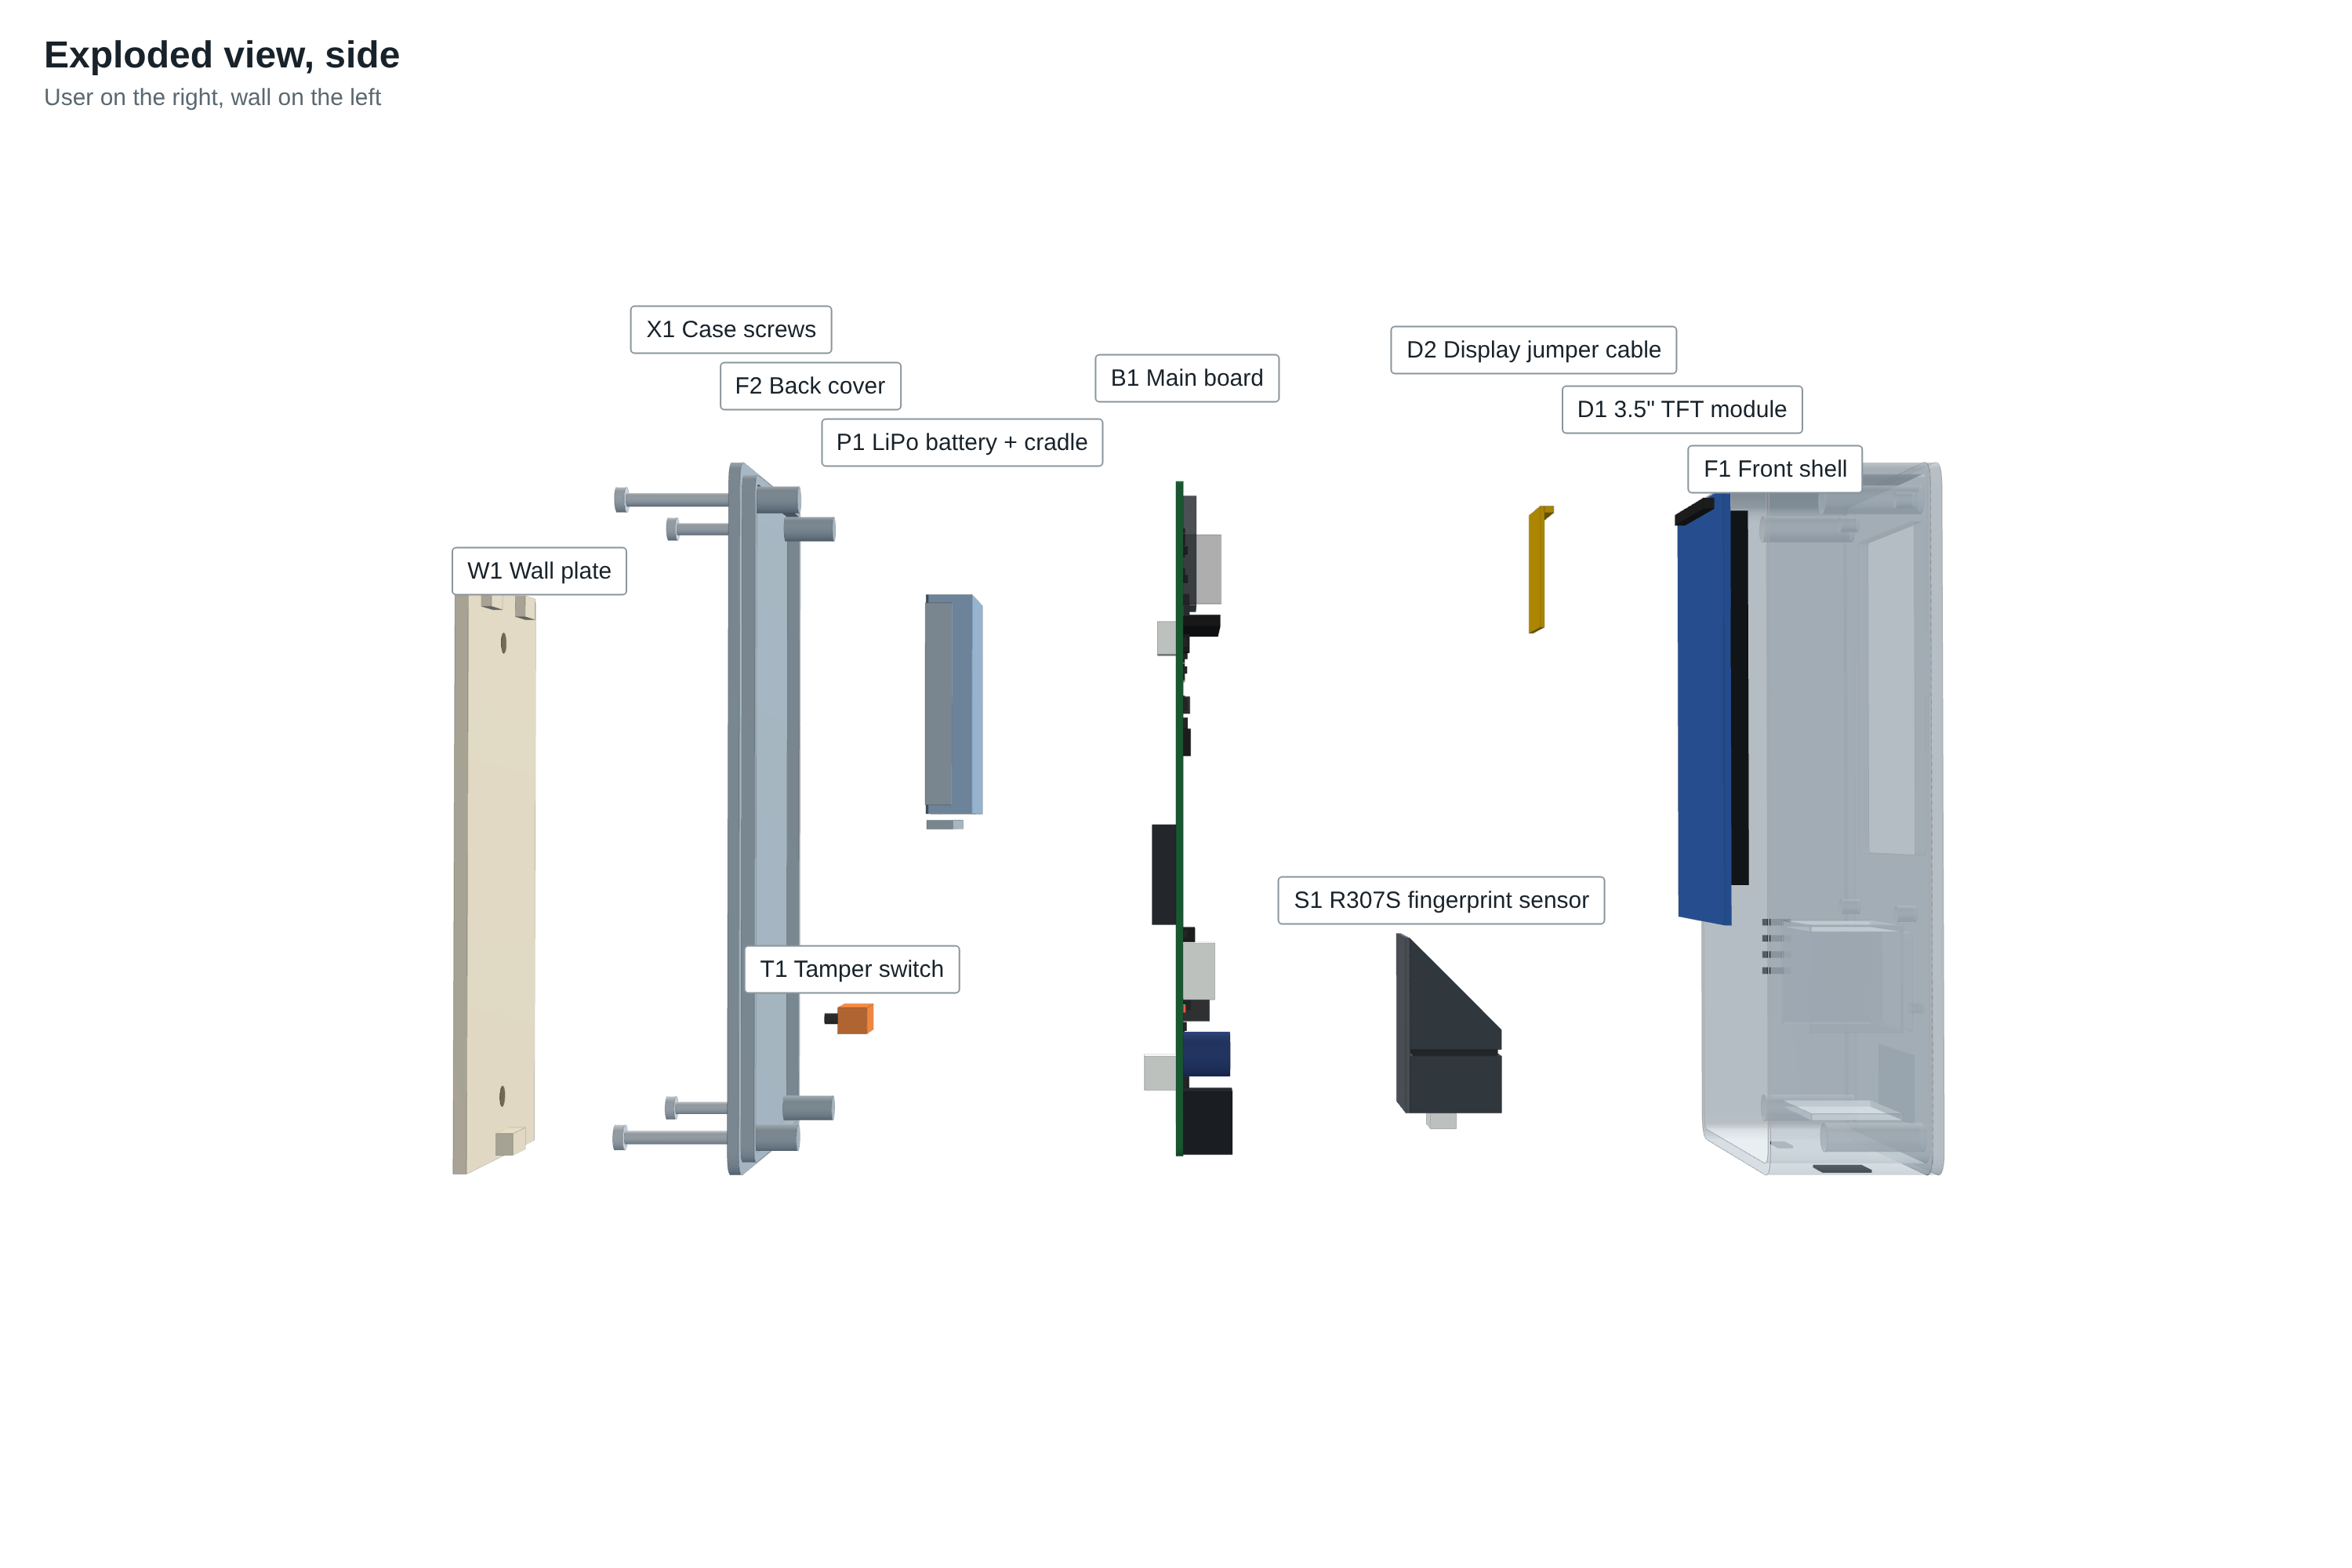 Exploded view, side
User on the right, wall on the left
X1 Case screws
D2 Display jumper cable
B1 Main board
F2 Back cover
D1 3.5" TFT module
P1 LiPo battery + cradle
F1 Front shell
W1 Wall plate
S1 R307S fingerprint sensor
T1 Tamper switch